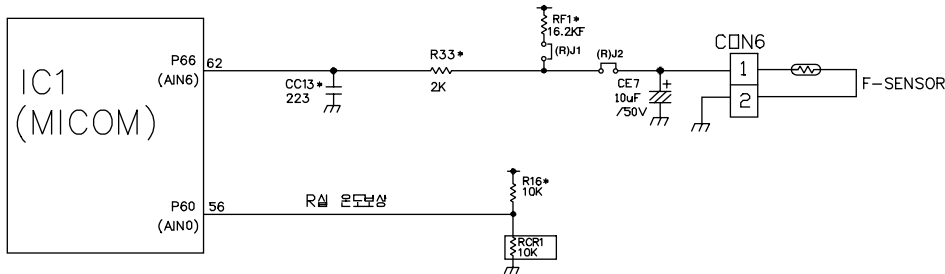 IC1
(MICOM)
P66
(AIN6)
62
CC13*
223
R33*
2K
RF1*
16.2KF
(R)J1
(R)J2
CE7
10uF
/50V
+
CON6
1
2
F-SENSOR
P60
(AIN0)
56
R실 온도보상
R16*
10K
RCR1
10K